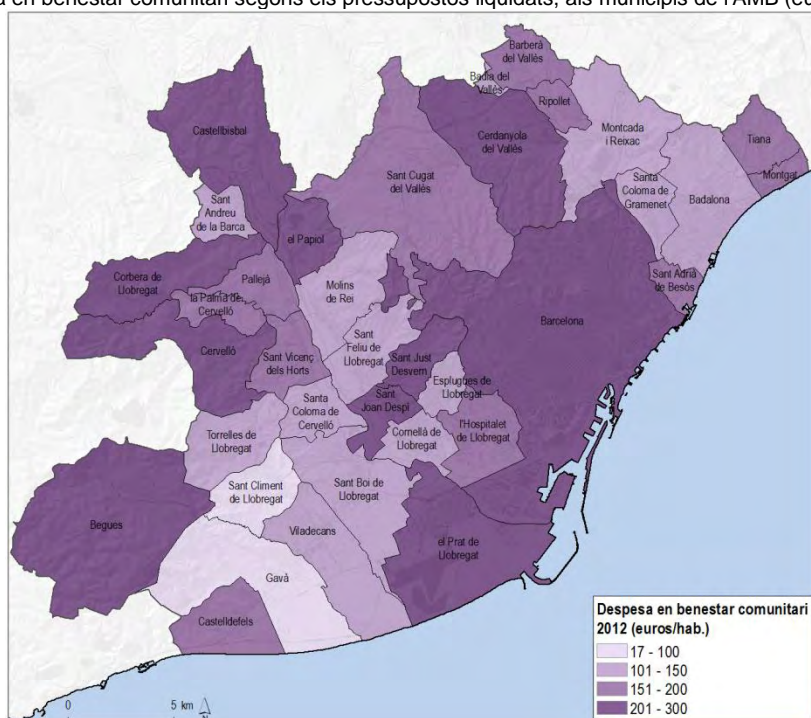 en benestar comunitari segons els pressupostos liquidats, als municipis de l'AMB
Barberà
del Vallès
Badia del
Vallès
Ripollet
Castellbisbal
Cerdanyola
del Vallès
Montcada
i Reixac
Tiana
Montgat
Sant Cugat
del Vallès
Santa
Coloma de
Gramenet
Badalona
Sant
Andreu
de la Barca
el Papiol
Corbera de
Llobregat
Pallejà
Molins
de Rei
Sant Adrià
de Besòs
la Palma de
Cervelló
Barcelona
Cervelló
Sant Vicenç
dels Horts
Sant
Feliu de
Llobregat
Sant Just
Desvern
Esplugues de
Llobregat
Santa
Coloma de
Cervelló
Sant
Joan Despí
Torrelles de
Llobregat
Cornellà de
Llobregat
l'Hospitalet
de Llobregat
Sant Climent
de Llobregat
Sant Boi de
Llobregat
Begues
Viladecans
el Prat de
Llobregat
Gavà
Castelldefels
Despesa en benestar comunitari
2012 (euros/hab.)
17 - 100
101 - 150
151 - 200
201 - 300
0 5 km
N